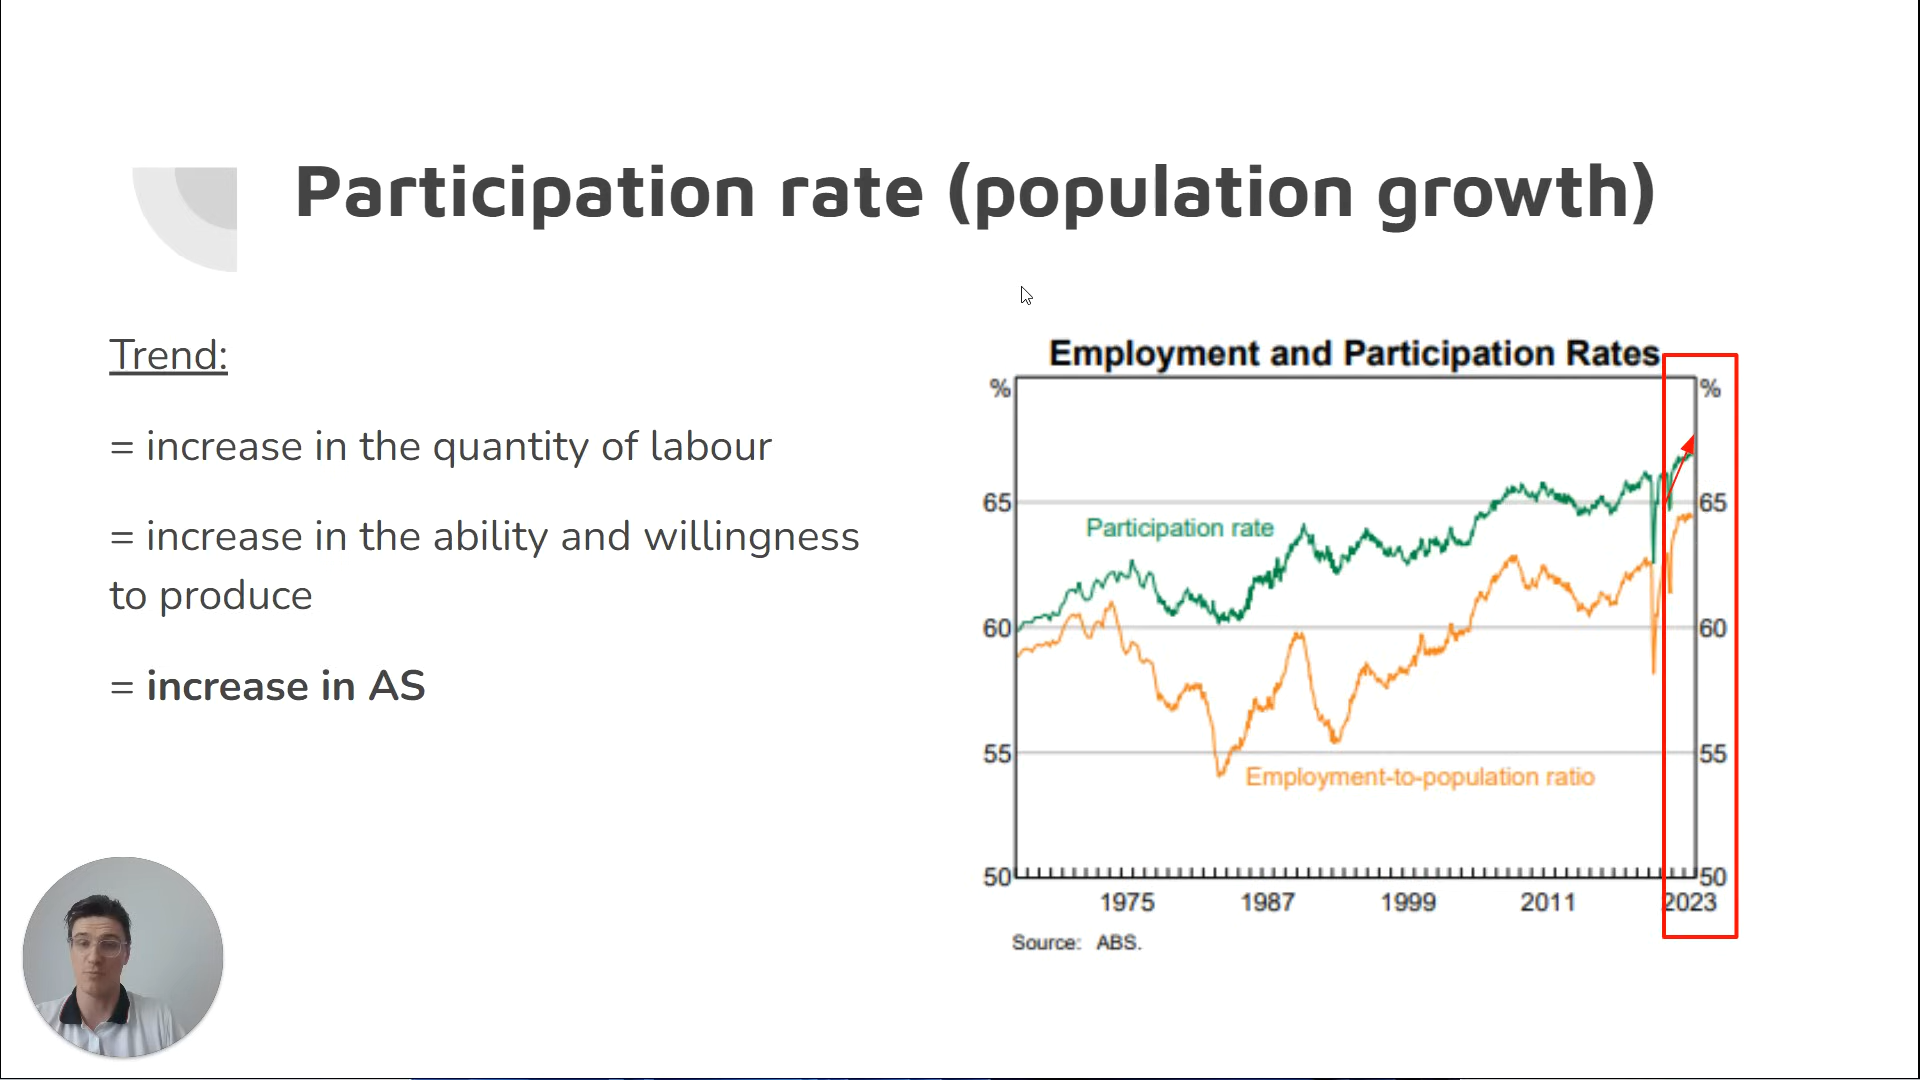 Participation rate (population growth)
Trend:
= increase in the quantity of labour
= increase in the ability and willingness
to produce
= increase in AS
Employment and Participation Rates
% %
65 65
Participation rate
60 60
55 55
Employment-to-population ratio
50 50
1975 1987 1999 2011 2023
Source: ABS.